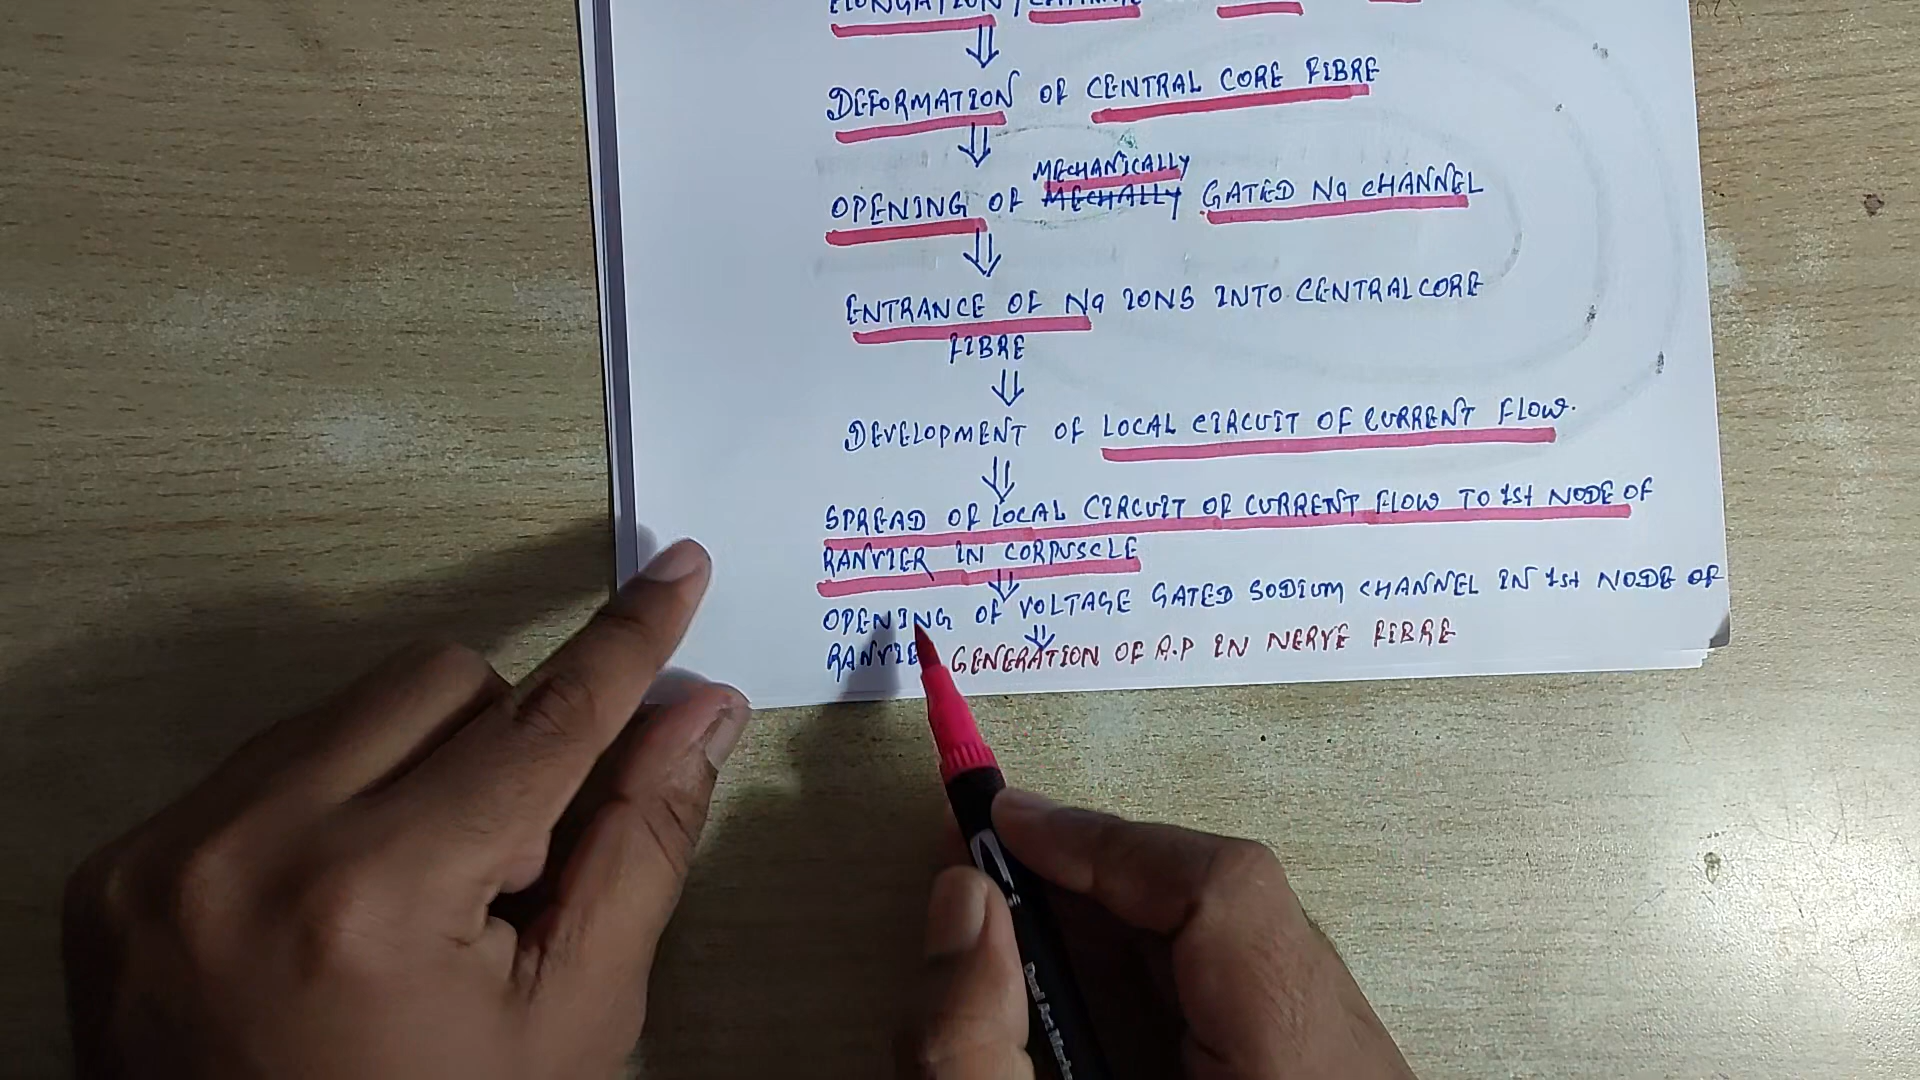 ELONGATION /
DEFORMATION OF CENTRAL CORE FIBRE
MECHANICALLY
OPENING OF MECHALLY GATED Na CHANNEL
ENTRANCE OF Na IONS INTO CENTRAL CORE
FIBRE
DEVELOPMENT OF LOCAL CIRCUIT OF CURRENT FLOW.
SPREAD OF LOCAL CIRCUIT OF CURRENT FLOW TO 1st NODE OF
RANVIER IN CORPUSCLE
OPENING OF VOLTAGE GATED SODIUM CHANNEL IN 1st NODE OF
RANVIER GENERATION OF A.P IN NERVE FIBRE